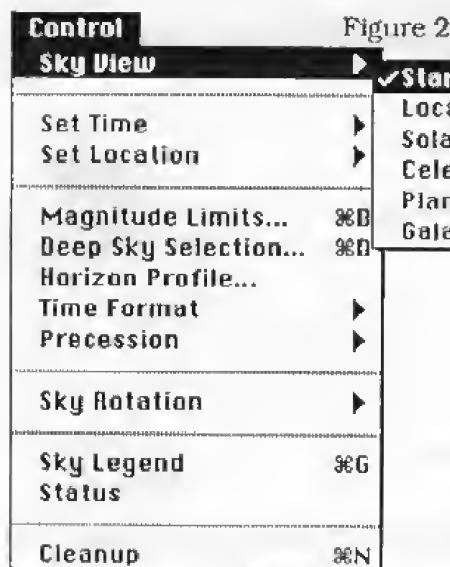 Control
Figure 2
Sky View
✓Star
Loca
Sola
Cele
Plan
Gala
Set Time
Set Location
Magnitude Limits... ⌘B
Deep Sky Selection... ⌘D
Horizon Profile...
Time Format
Precession
Sky Rotation
Sky Legend ⌘G
Status
Cleanup ⌘N